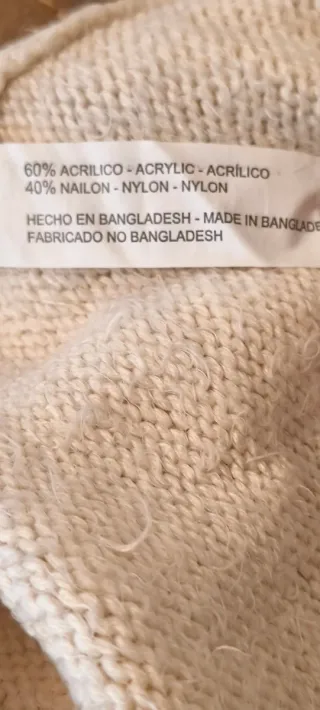 60% ACRILICO - ACRYLIC - ACRÍLICO
40% NAILON - NYLON - NYLON
HECHO EN BANGLADESH - MADE IN BANGLADE
FABRICADO NO BANGLADESH